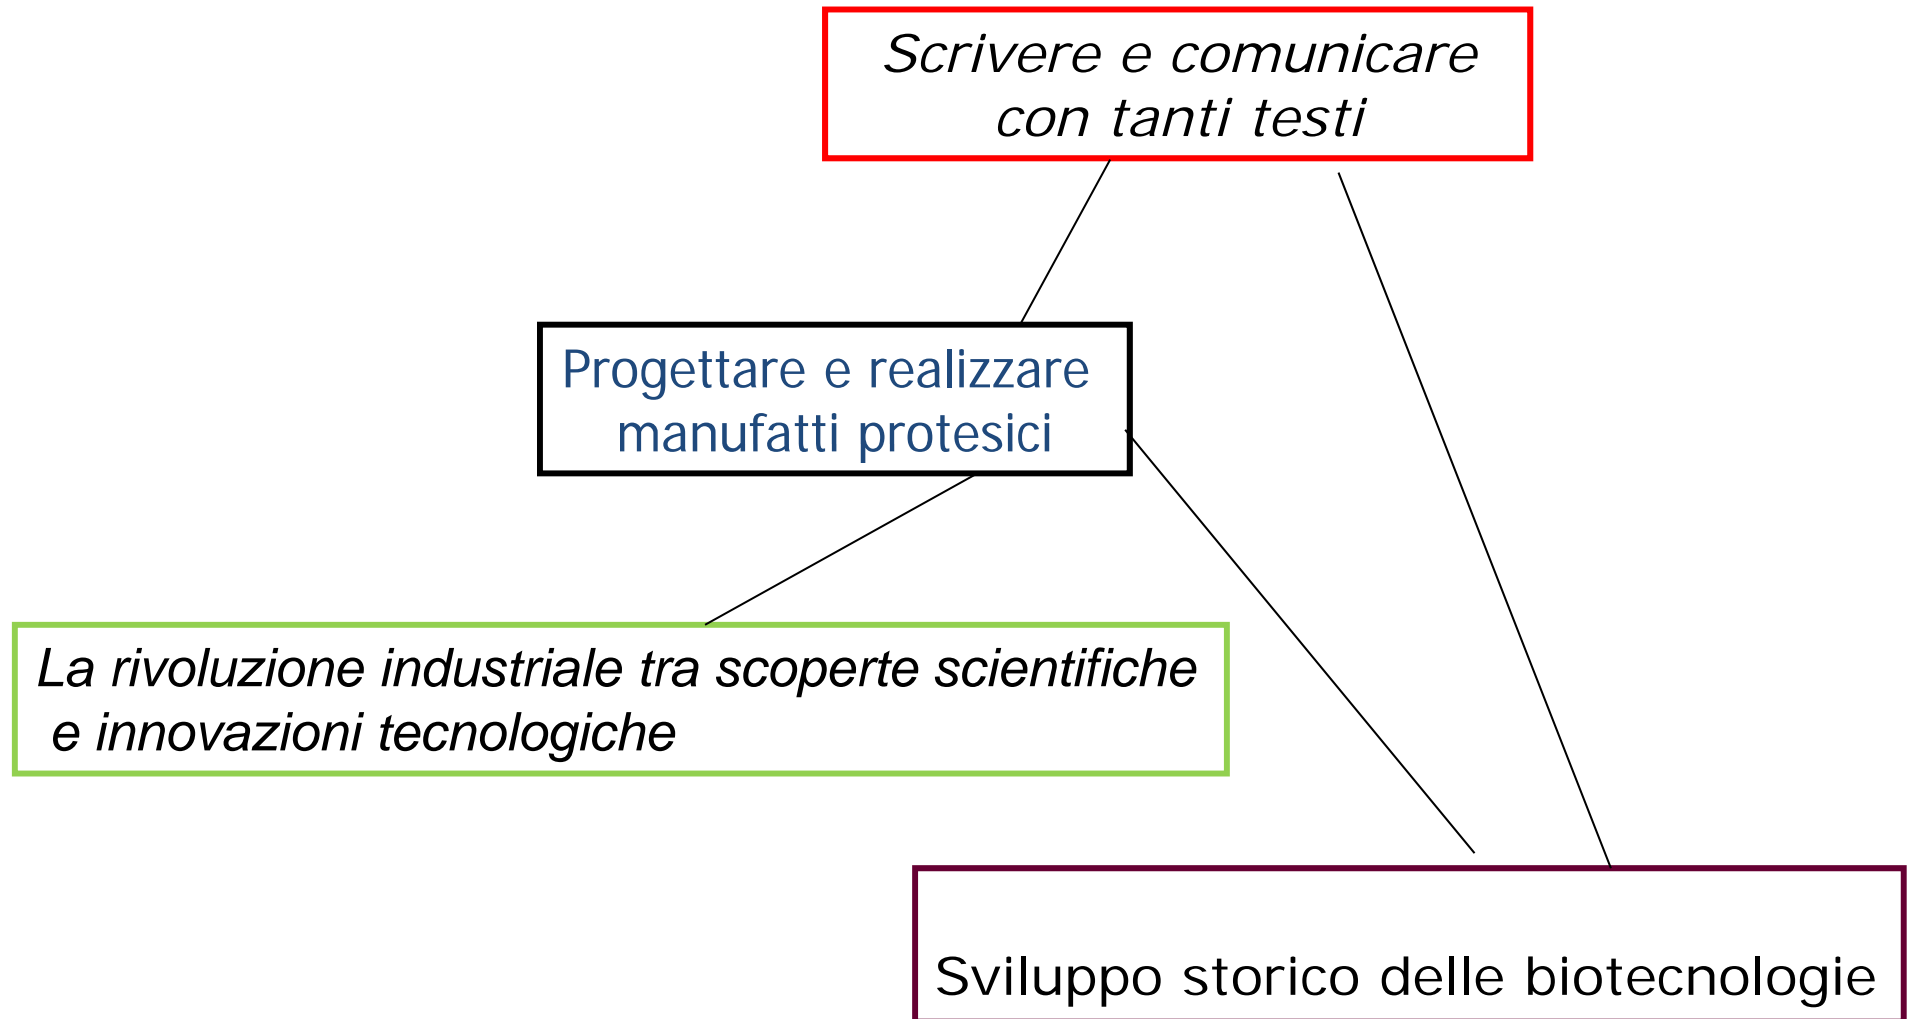 Scrivere e comunicare
con tanti testi
Progettare e realizzare
manufatti protesici
La rivoluzione industriale tra scoperte scientifiche
e innovazioni tecnologiche
Sviluppo storico delle biotecnologie